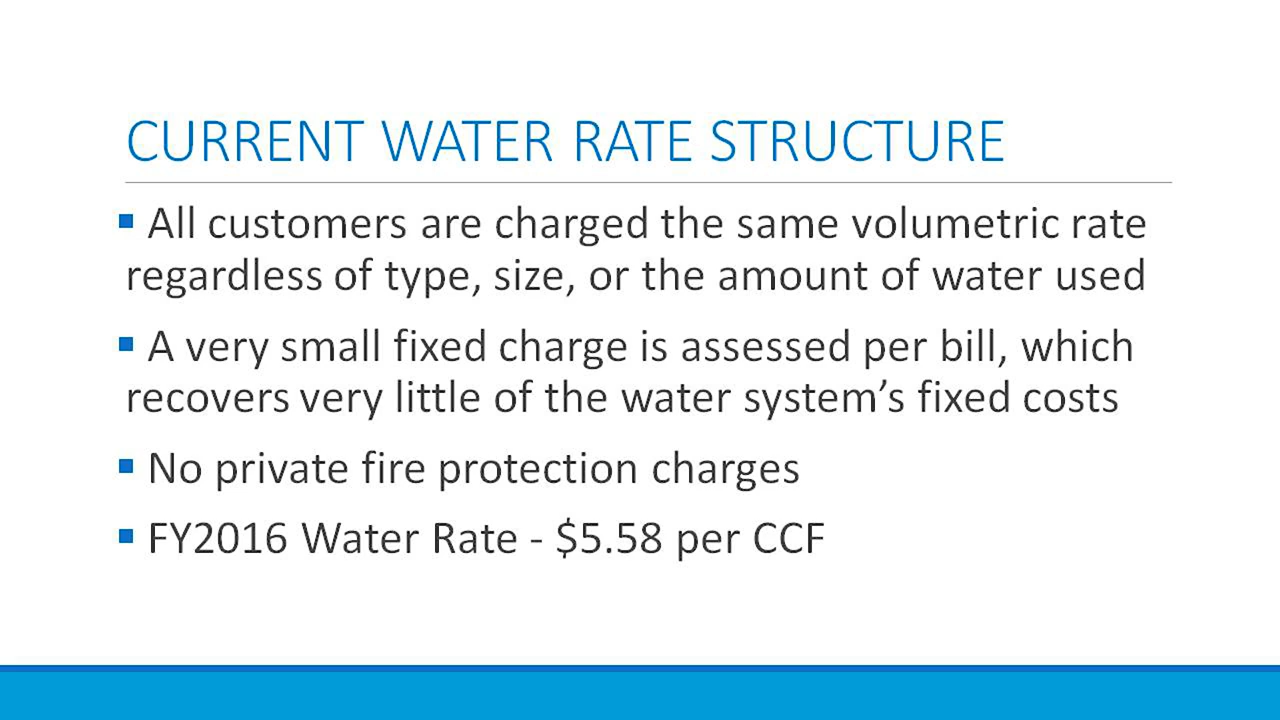 CURRENT WATER RATE STRUCTURE
▪ All customers are charged the same volumetric rate
regardless of type, size, or the amount of water used
▪ A very small fixed charge is assessed per bill, which
recovers very little of the water system’s fixed costs
▪ No private fire protection charges
▪ FY2016 Water Rate - $5.58 per CCF